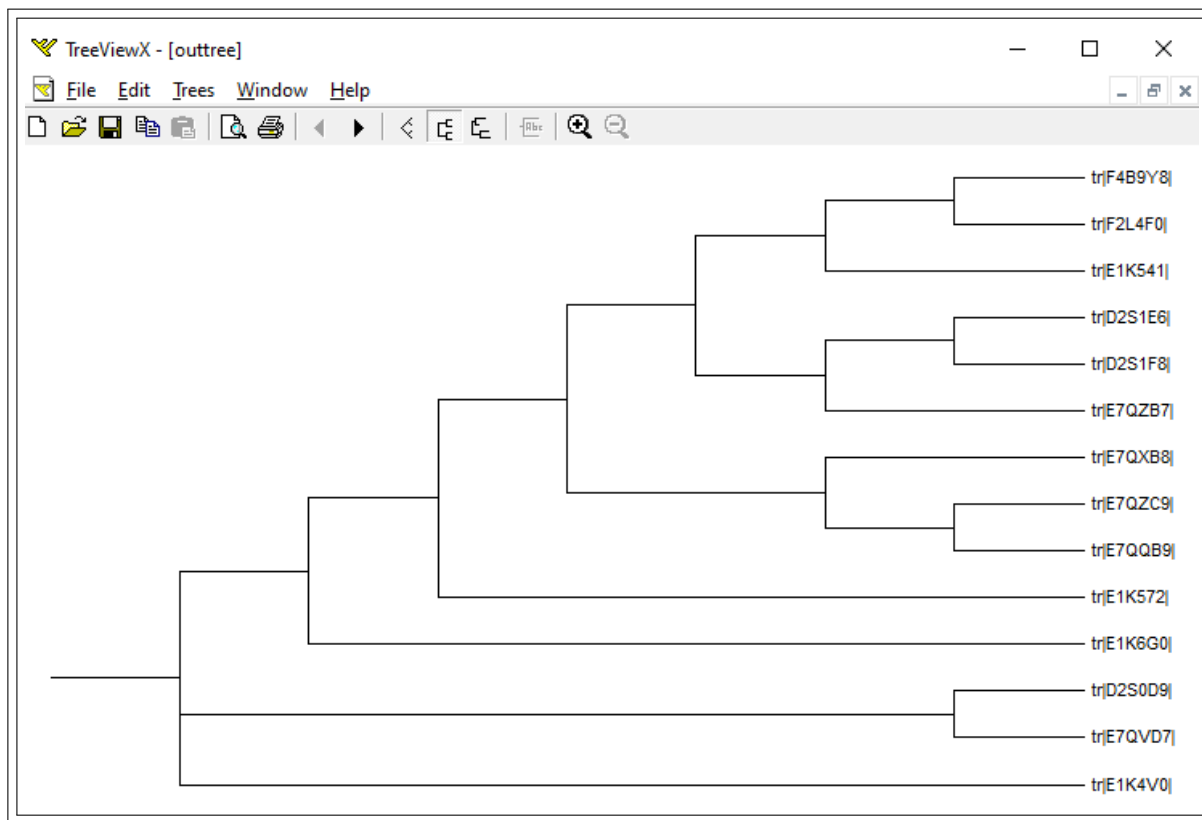 TreeViewX - [outtree]
File Edit Trees Window Help
Abc
tr|F4B9Y8|
tr|F2L4F0|
tr|E1K541|
tr|D2S1E6|
tr|D2S1F8|
tr|E7QZB7|
tr|E7QXB8|
tr|E7QZC9|
tr|E7QQB9|
tr|E1K572|
tr|E1K6G0|
tr|D2S0D9|
tr|E7QVD7|
tr|E1K4V0|